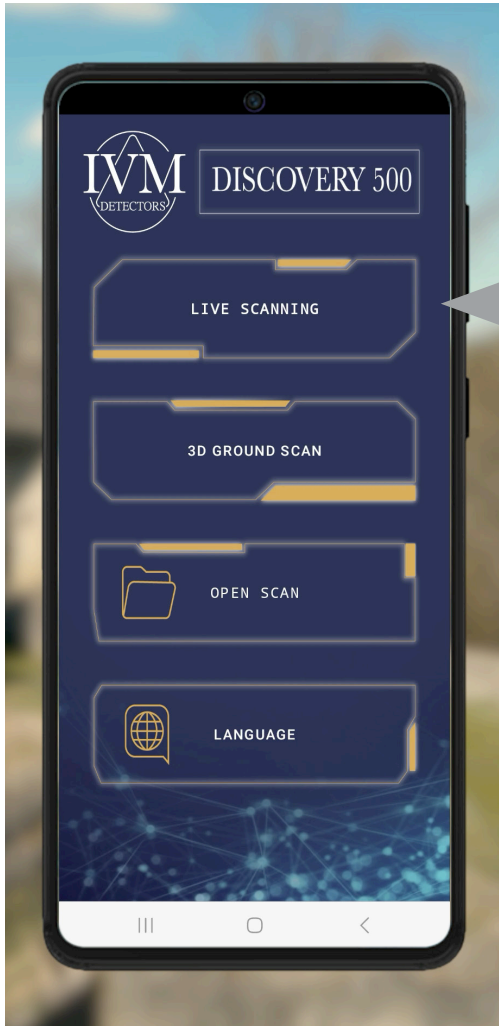 IVM
DETECTORS
DISCOVERY 500
LIVE SCANNING
3D GROUND SCAN
OPEN SCAN
LANGUAGE